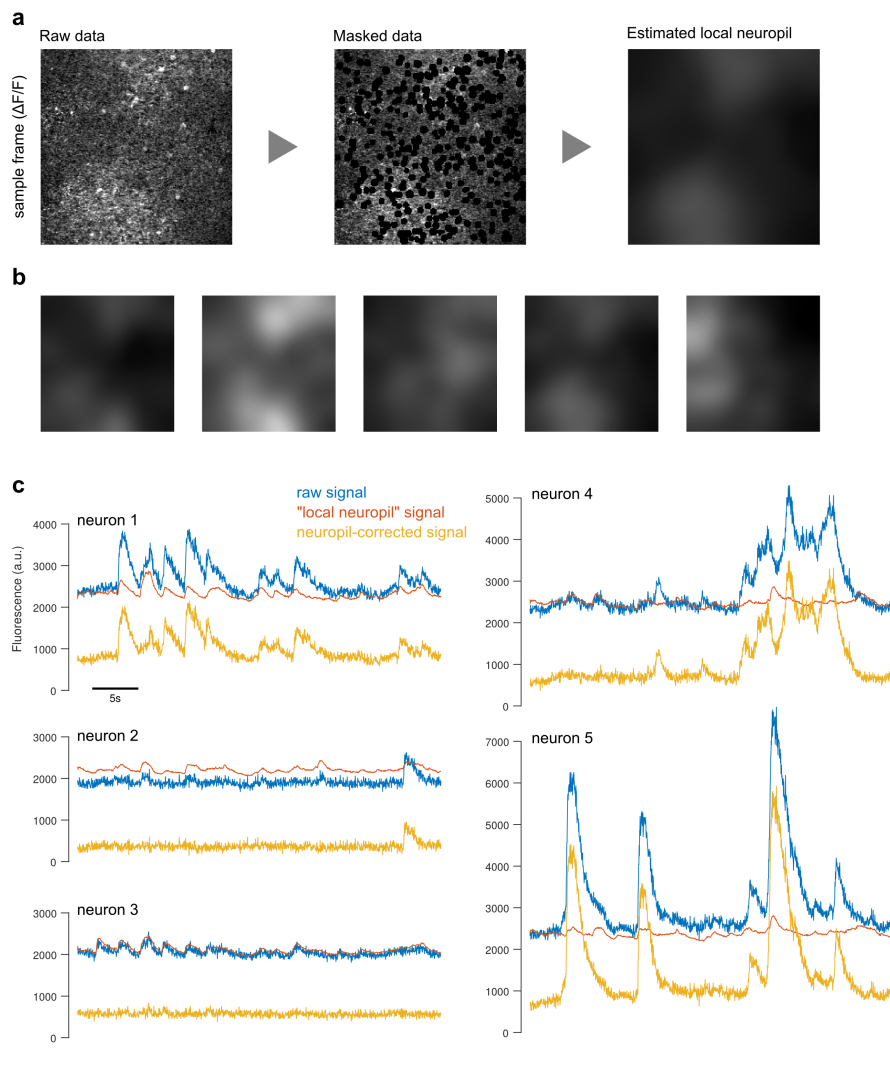 a
Raw data
Masked data
Estimated local neuropil
sample frame (ΔF/F)
b
c
raw signal
"local neuropil" signal
neuropil-corrected signal
neuron 1
Fluorescence (a.u.)
4000
3000
2000
1000
0
5s
neuron 2
3000
2000
1000
0
neuron 3
3000
2000
1000
0
neuron 4
5000
4000
3000
2000
1000
0
neuron 5
7000
6000
5000
4000
3000
2000
1000
0